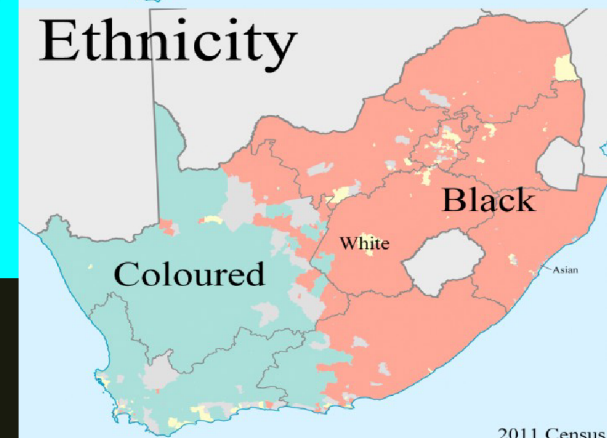 Ethnicity
Black
White
Coloured
Asian
2011 Census